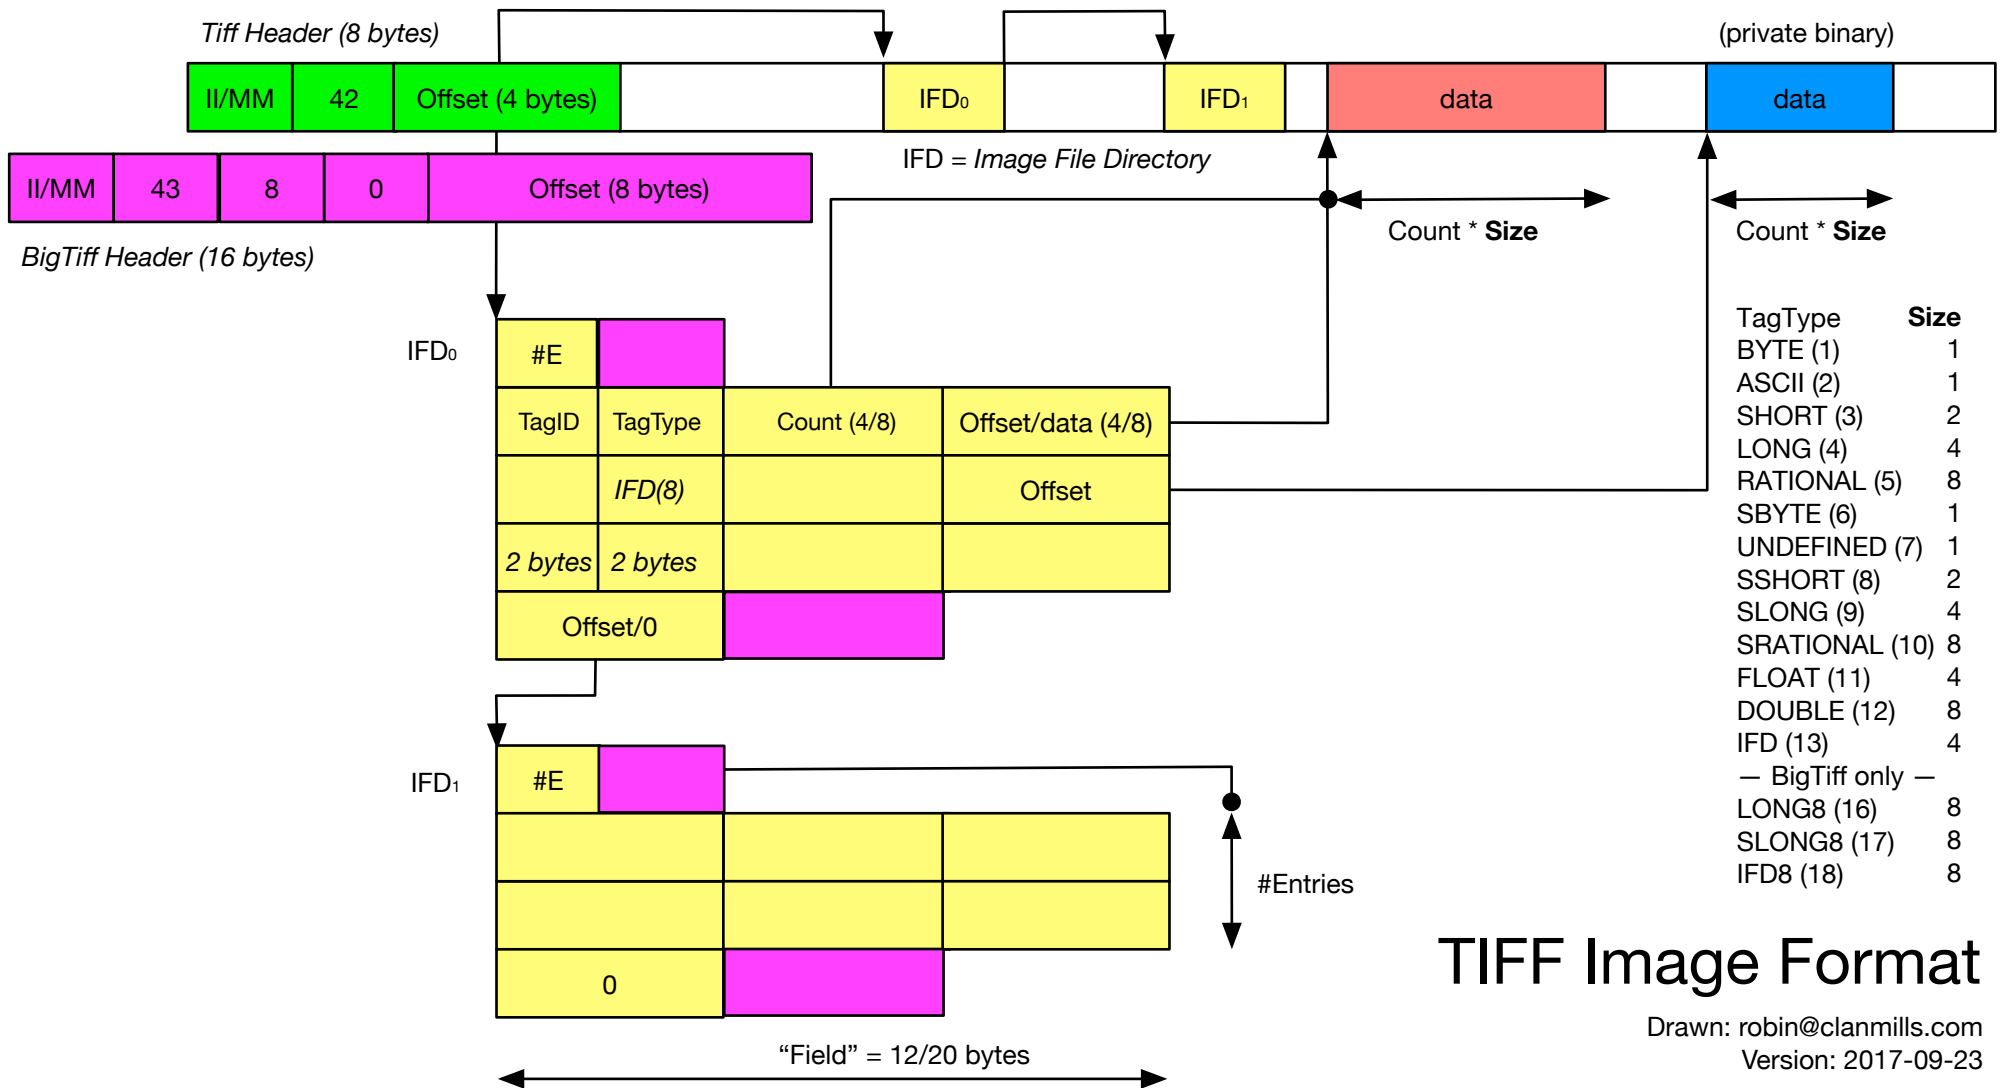 Tiff Header (8 bytes)
(private binary)
II/MM 42 Offset (4 bytes) IFD0 IFD1 data data
IFD = Image File Directory
II/MM 43 8 0 Offset (8 bytes)
Count * Size Count * Size
BigTiff Header (16 bytes)
IFD0 #E
TagID TagType Count (4/8) Offset/data (4/8)
IFD(8) Offset
2 bytes 2 bytes
Offset/0
IFD1 #E
#Entries
0
"Field" = 12/20 bytes
TagType Size
BYTE (1) 1
ASCII (2) 1
SHORT (3) 2
LONG (4) 4
RATIONAL (5) 8
SBYTE (6) 1
UNDEFINED (7) 1
SSHORT (8) 2
SLONG (9) 4
SRATIONAL (10) 8
FLOAT (11) 4
DOUBLE (12) 8
IFD (13) 4
— BigTiff only —
LONG8 (16) 8
SLONG8 (17) 8
IFD8 (18) 8
TIFF Image Format
Drawn: robin@clanmills.com
Version: 2017-09-23